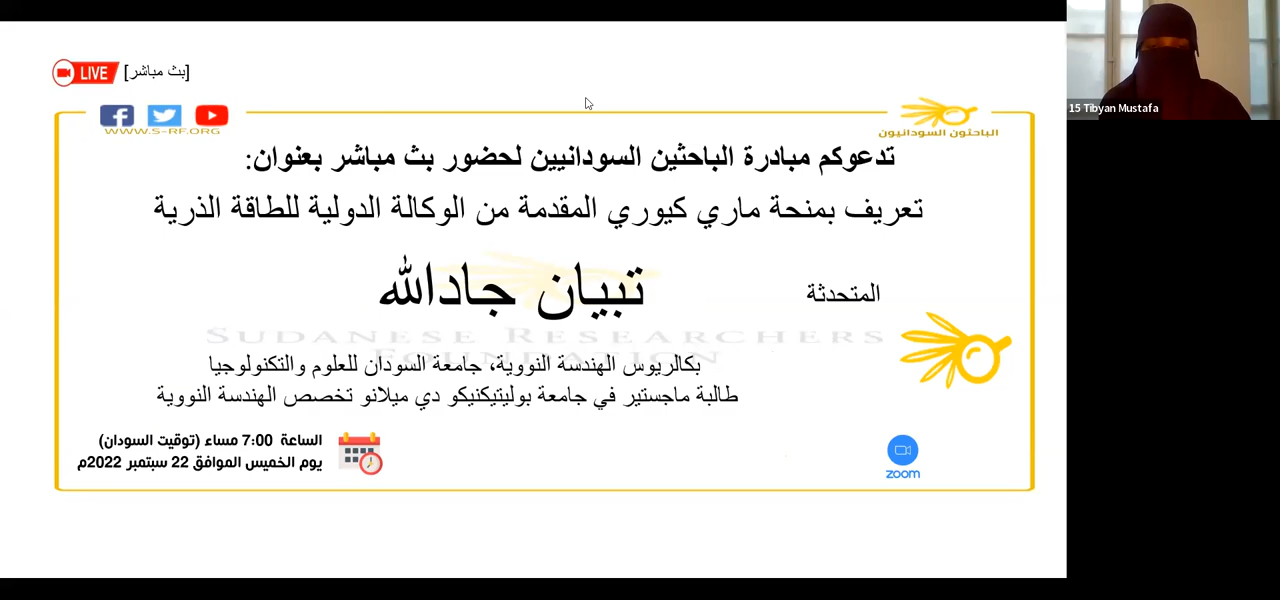 LIVE [بث مباشر]
WWW.S-RF.ORG
الباحثون السودانيون
تدعوكم مبادرة الباحثين السودانيين لحضور بث مباشر بعنوان:
تعريف بمنحة ماري كيوري المقدمة من الوكالة الدولية للطاقة الذرية
المتحدثة
تبيان جادالله
SUDANESE RESEARCHERS
FOUNDATION
بكالريوس الهندسة النووية، جامعة السودان للعلوم والتكنولوجيا
طالبة ماجستير في جامعة بوليتيكنيكو دي ميلانو تخصص الهندسة النووية
الساعة 7:00 مساء (توقيت السودان)
يوم الخميس الموافق 22 سبتمبر 2022م
zoom
15 Tibyan Mustafa